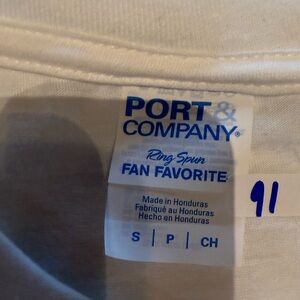 PORT &
COMPANY®
Ring Spun
FAN FAVORITE
Made in Honduras
Fabriqué au Honduras
Hecho en Honduras
S | P | CH
91